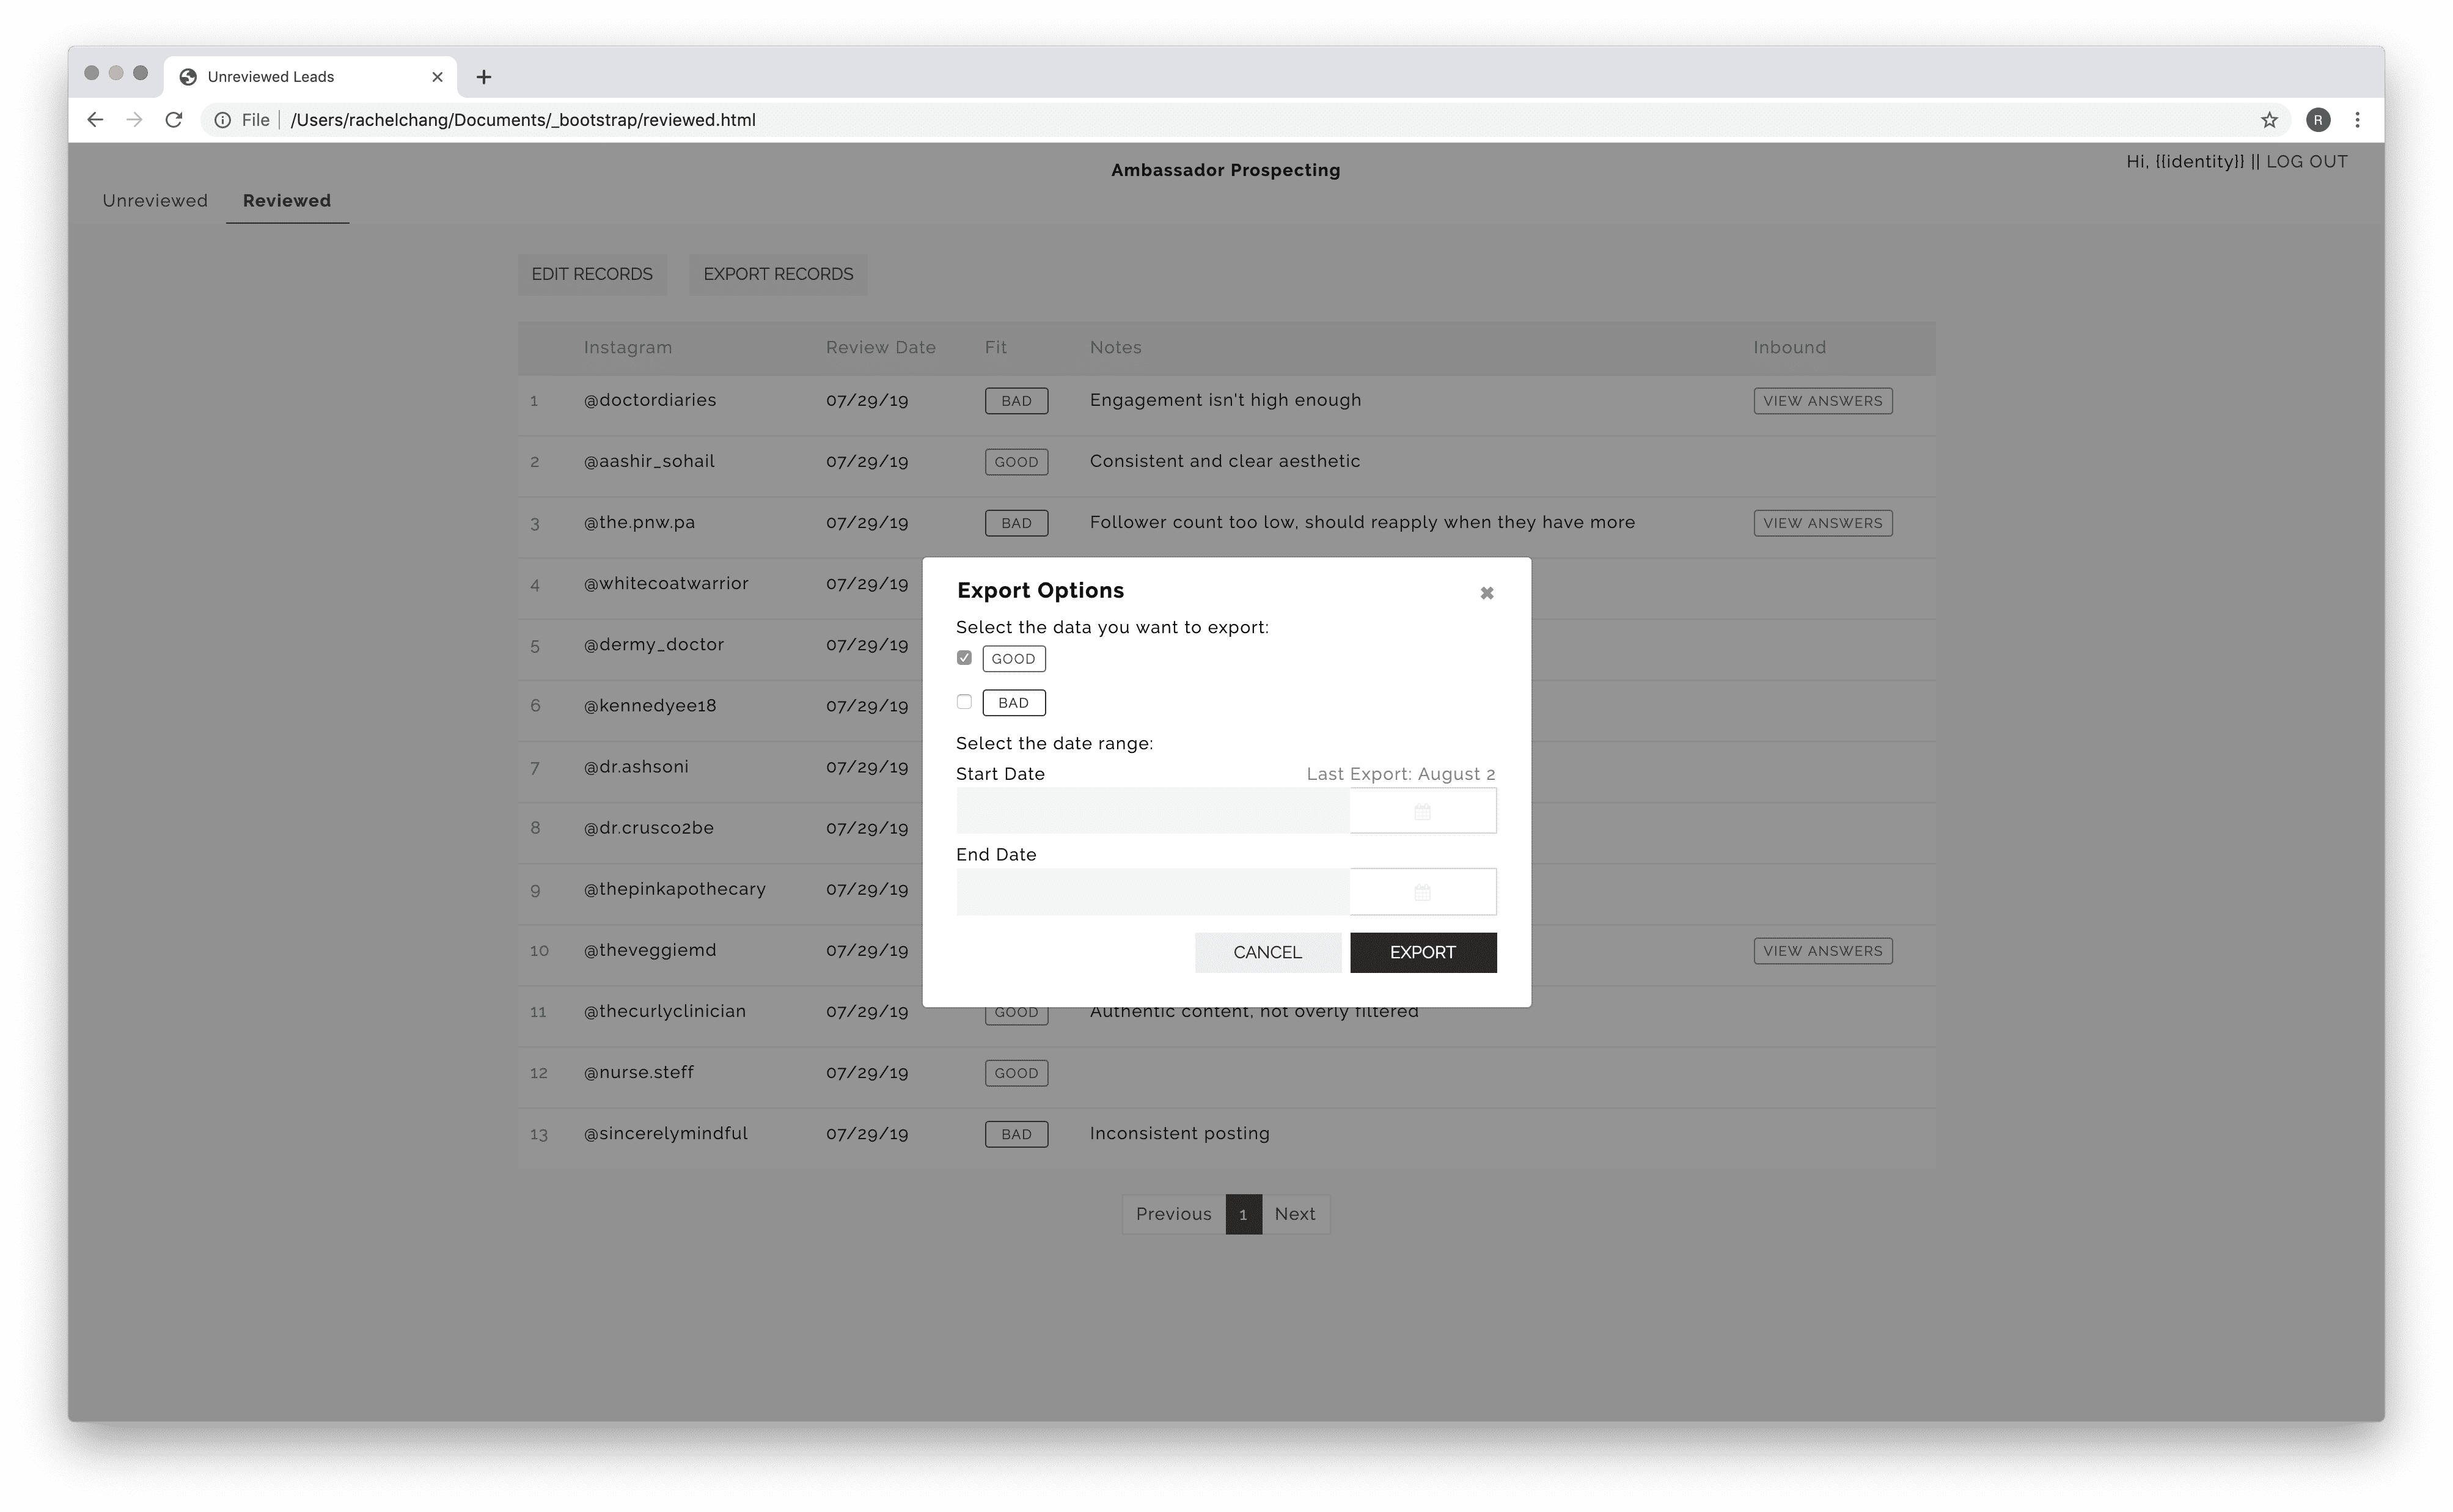 Unreviewed Leads
File /Users/rachelchang/Documents/_bootstrap/reviewed.html
R
Ambassador Prospecting
Hi, {{identity}} || LOG OUT
Unreviewed Reviewed
EDIT RECORDS EXPORT RECORDS
Instagram Review Date Fit Notes Inbound
1 @doctordiaries 07/29/19 BAD Engagement isn't high enough VIEW ANSWERS
2 @aashir_sohail 07/29/19 GOOD Consistent and clear aesthetic
3 @the.pnw.pa 07/29/19 BAD Follower count too low, should reapply when they have more VIEW ANSWERS
4 @whitecoatwarrior 07/29/19
5 @dermy_doctor 07/29/19
6 @kennedyee18 07/29/19
7 @dr.ashsoni 07/29/19
8 @dr.crusco2be 07/29/19
9 @thepinkapothecary 07/29/19
10 @theveggiemd 07/29/19 VIEW ANSWERS
11 @thecurlyclinician 07/29/19 GOOD Authentic content, not overly filtered
12 @nurse.steff 07/29/19 GOOD
13 @sincerelymindful 07/29/19 BAD Inconsistent posting
Previous 1 Next
Export Options
Select the data you want to export:
GOOD
BAD
Select the date range:
Start Date Last Export: August 2
End Date
CANCEL EXPORT